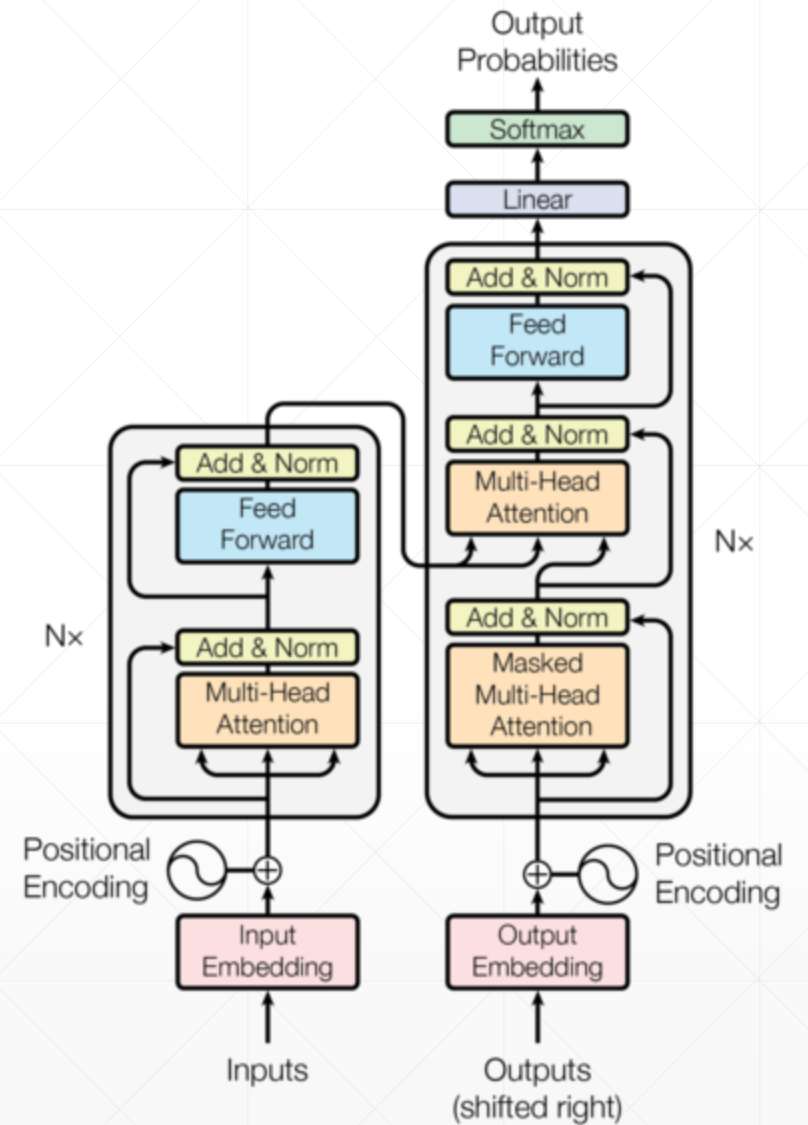 Output
Probabilities
Softmax
Linear
Add & Norm
Feed
Forward
Add & Norm
Multi-Head
Attention
Nx
Add & Norm
Masked
Multi-Head
Attention
Positional
Encoding
Output
Embedding
Outputs
(shifted right)
Add & Norm
Feed
Forward
Nx
Add & Norm
Multi-Head
Attention
Positional
Encoding
Input
Embedding
Inputs